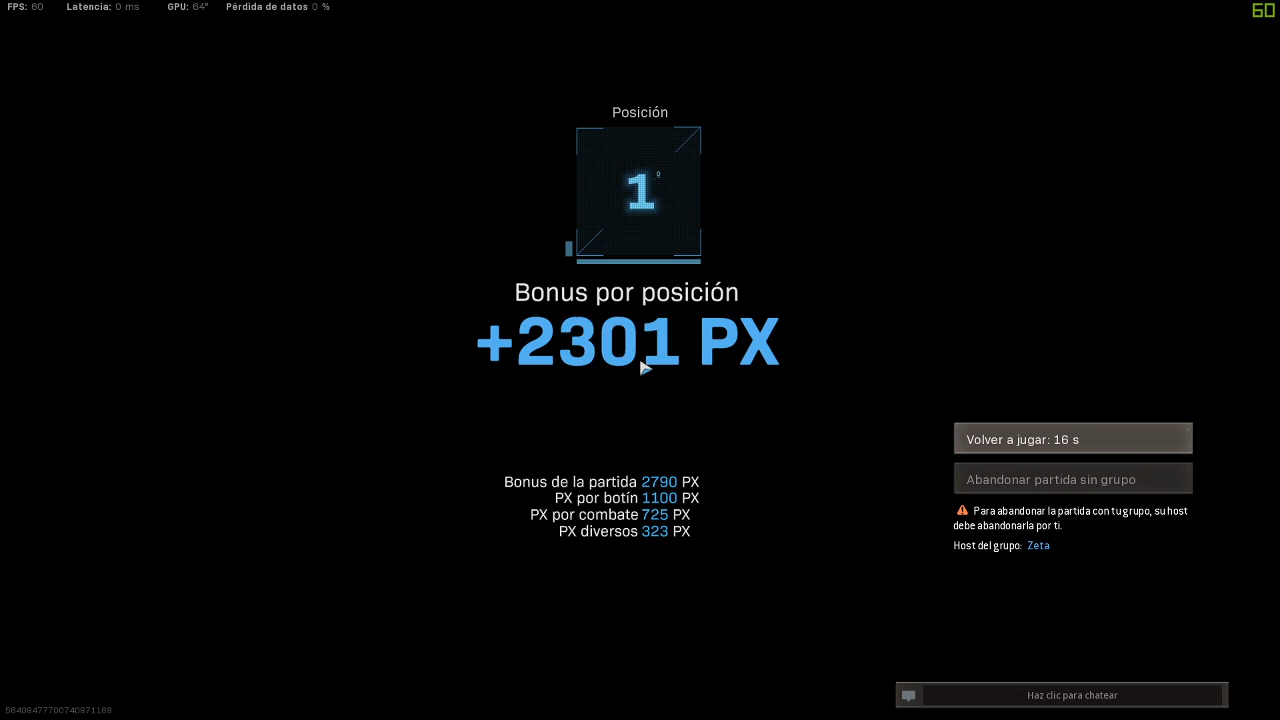 FPS: 60 Latencia: 0 ms GPU: 64° Pérdida de datos 0 %
60
Posición
1º
Bonus por posición
+2301 PX
Volver a jugar: 16 s
Abandonar partida sin grupo
Para abandonar la partida con tu grupo, su host
debe abandonarla por ti.
Host del grupo: Zeta
Bonus de la partida 2790 PX
PX por botín 1100 PX
PX por combate 725 PX
PX diversos 323 PX
Haz clic para chatear
56408477700740971169